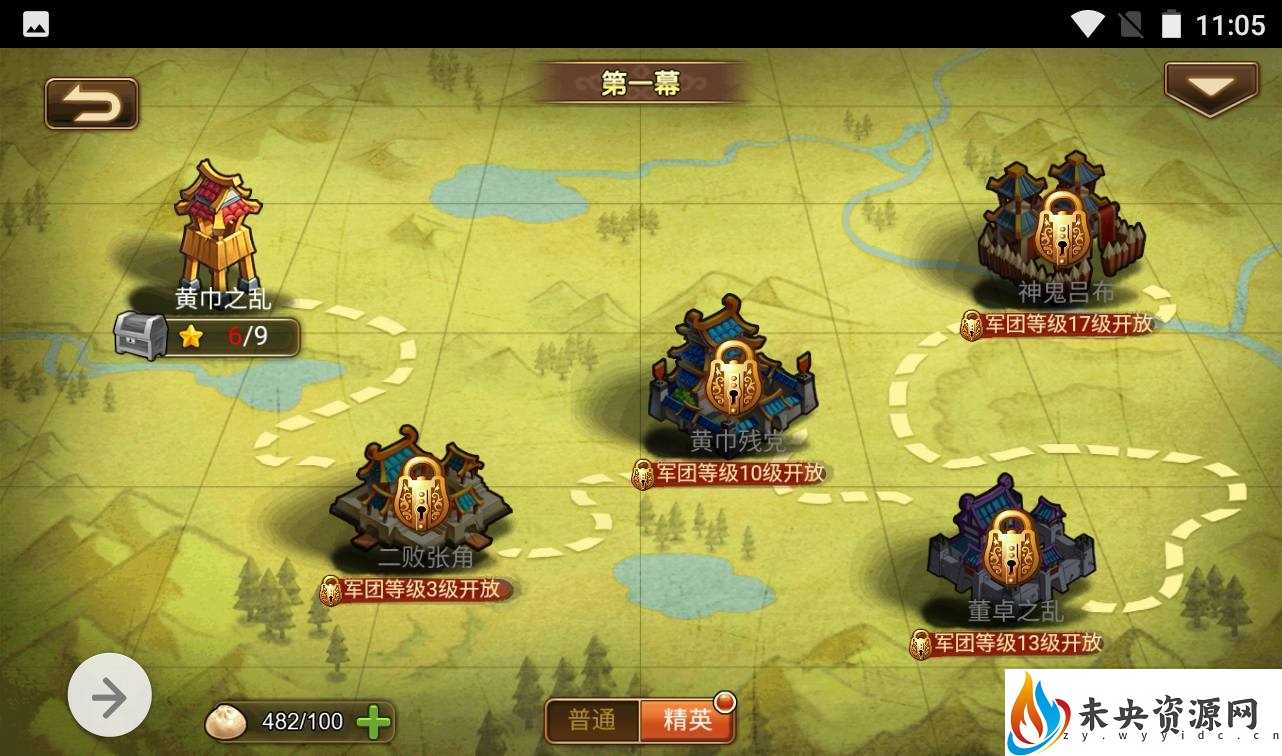 11:05
第一幕
黄巾之乱
6/9
神鬼吕布
军团等级17级开放
黄巾残党
军团等级10级开放
二败张角
军团等级3级开放
董卓之乱
军团等级13级开放
482/100
普通
精英
未央资源网
zy.wyyidc.cn